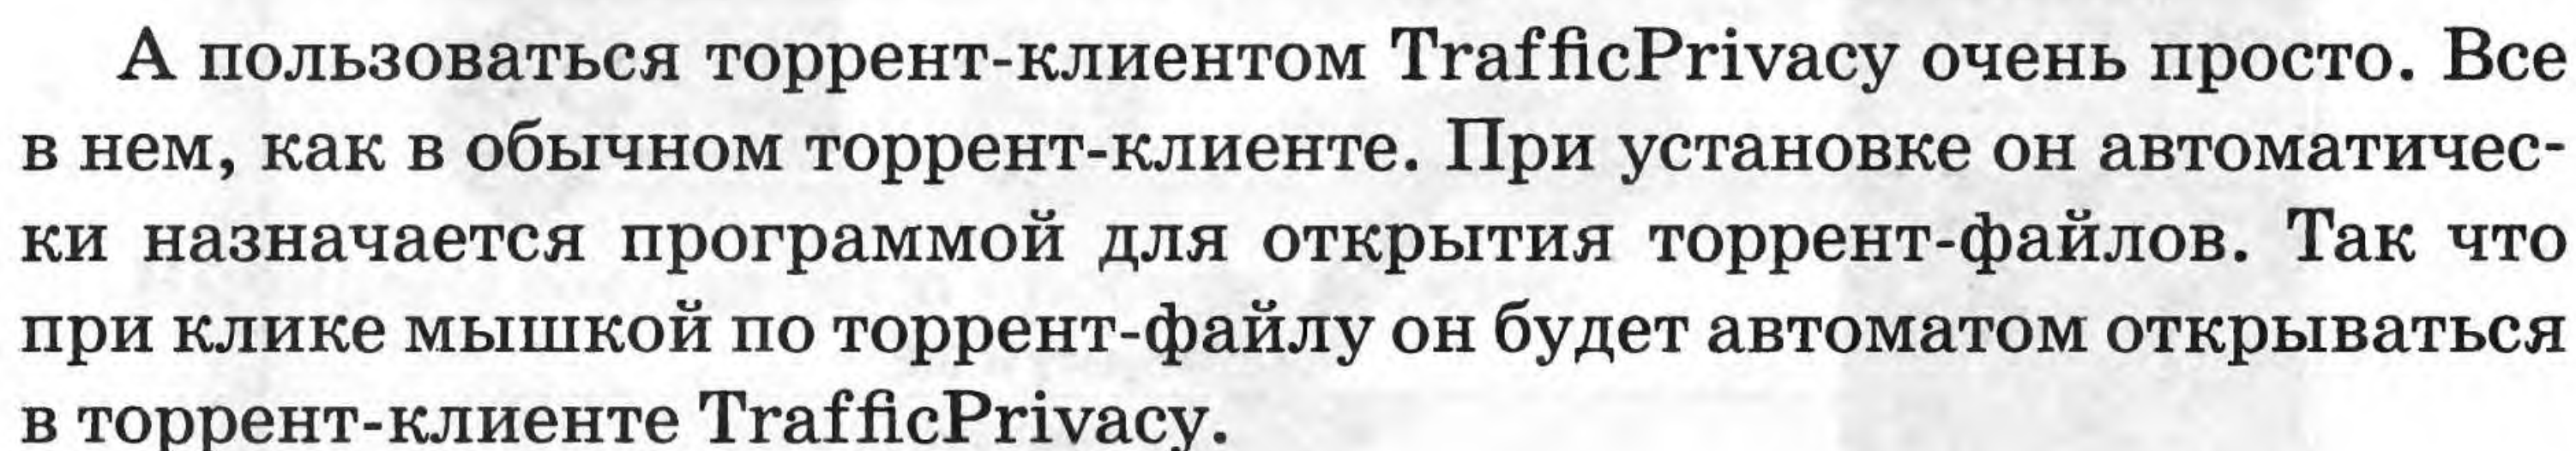 А пользоваться торрент-клиентом TrafficPrivacy очень просто. Все
в нем, как в обычном торрент-клиенте. При установке он автоматичес-
ки назначается программой для открытия торрент-файлов. Так что
при клике мышкой по торрент-файлу он будет автоматом открываться
в торрент-клиенте TrafficPrivacy.